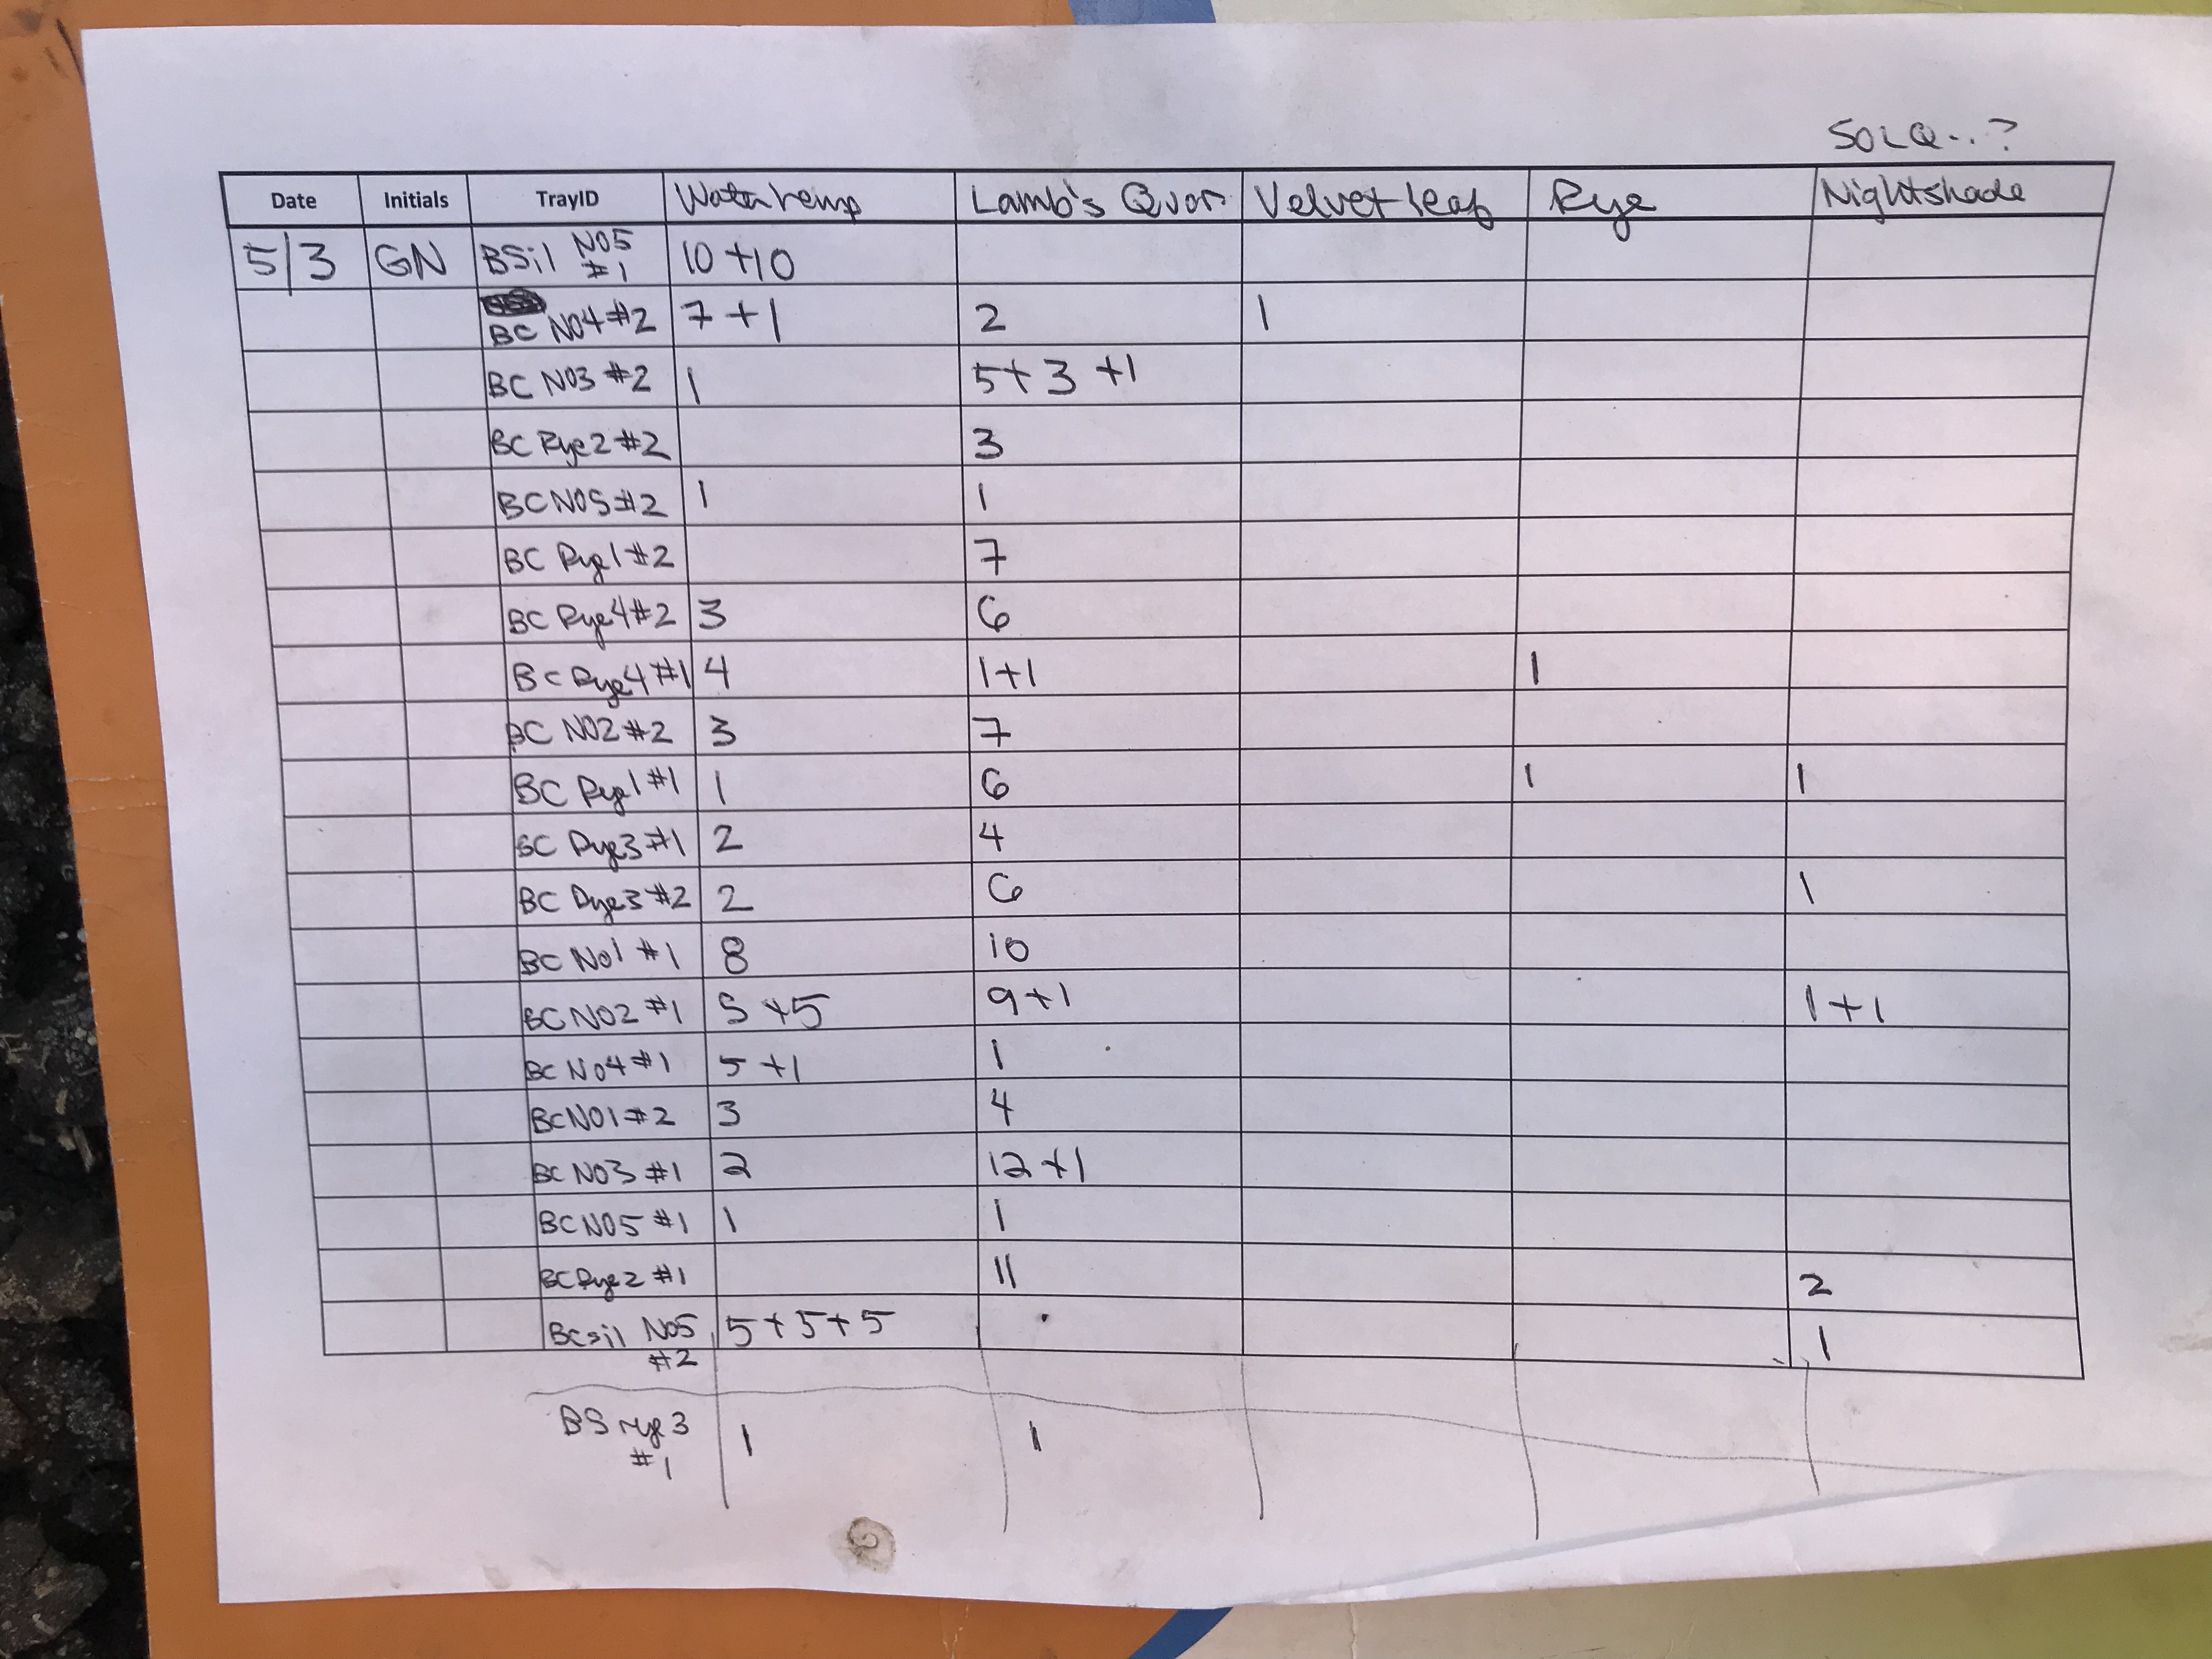 SOLQ..?
Date Initials TrayID Waterhemp Lamb's Quar. Velvetleaf Rye Nightshade
5/3 GN BSil NO5 #1 10+10
BC NO4 #2 7+1 2 1
BC NO3 #2 1 5+3+1
BC Rye2 #2 3
BC NO5 #2 1 1
BC Rye1 #2 7
BC Rye4 #2 3 6
BC Rye4 #1 4 1+1 1
BC NO2 #2 3 7
BC Rye1 #1 1 6 1 1
BC Rye3 #1 2 4
BC Rye3 #2 2 6 1
BC NO1 #1 8 10
BC NO2 #1 5+5 9+1 1+1
BC NO4 #1 5+1 1
BC NO1 #2 3 4
BC NO3 #1 2 12+1
BC NO5 #1 1 1
BC Rye2 #1 11 2
BCsil NO5 #2 5+5+5 1
BS rye3 #1 1 1